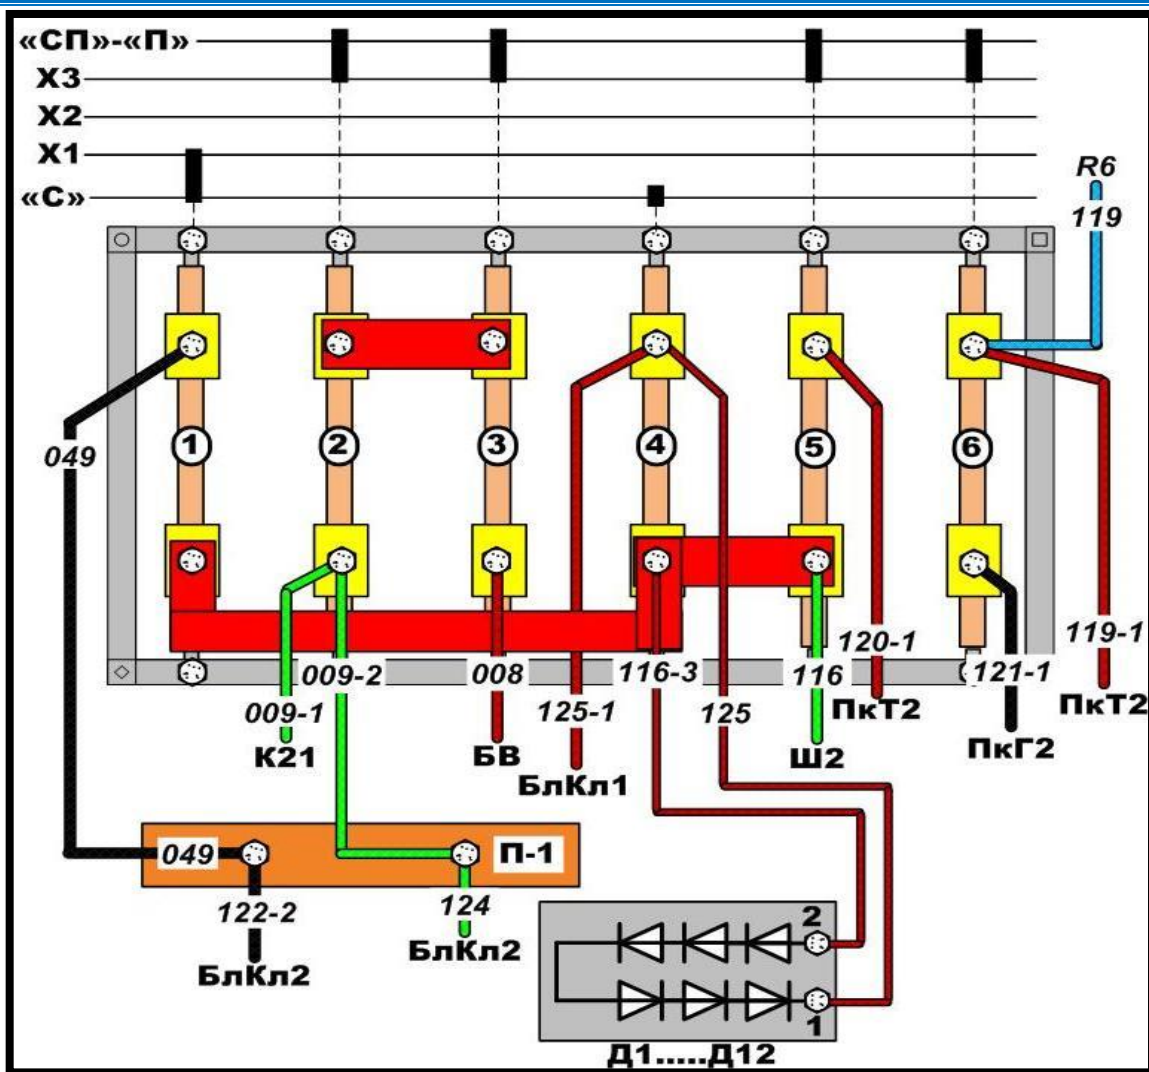 «СП»-«П»
Х3
Х2
Х1
«С»
R6
119
1 2 3 4 5 6
049
009-2 008 116-3 116 120-1 121-1 119-1
009-1 125-1 125
К21 БВ БлКл1 Ш2 ПкТ2 ПкГ2 ПкТ2
049 П-1
122-2 124
БлКл2 БлКл2
2
1
Д1.....Д12